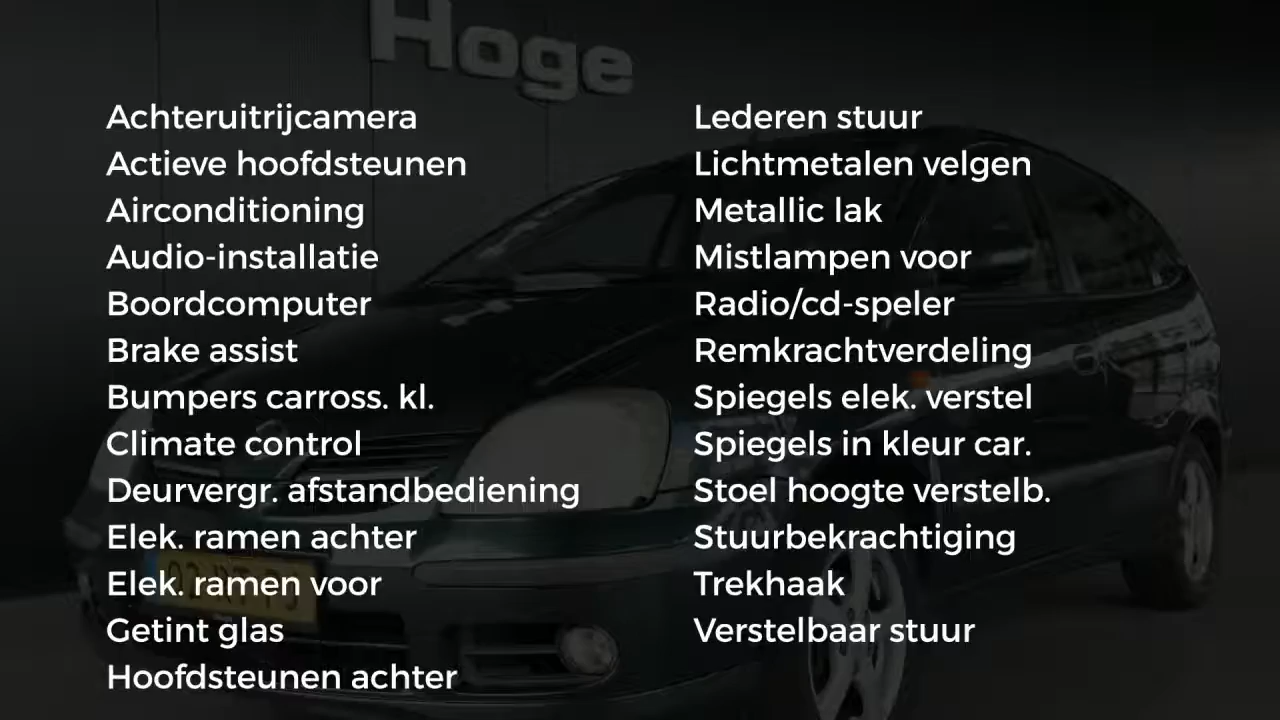 Hoge
Achteruitrijcamera
Actieve hoofdsteunen
Airconditioning
Audio-installatie
Boordcomputer
Brake assist
Bumpers carross. kl.
Climate control
Deurvergr. afstandbediening
Elek. ramen achter
Elek. ramen voor
Getint glas
Hoofdsteunen achter
Lederen stuur
Lichtmetalen velgen
Metallic lak
Mistlampen voor
Radio/cd-speler
Remkrachtverdeling
Spiegels elek. verstel
Spiegels in kleur car.
Stoel hoogte verstelb.
Stuurbekrachtiging
Trekhaak
Verstelbaar stuur